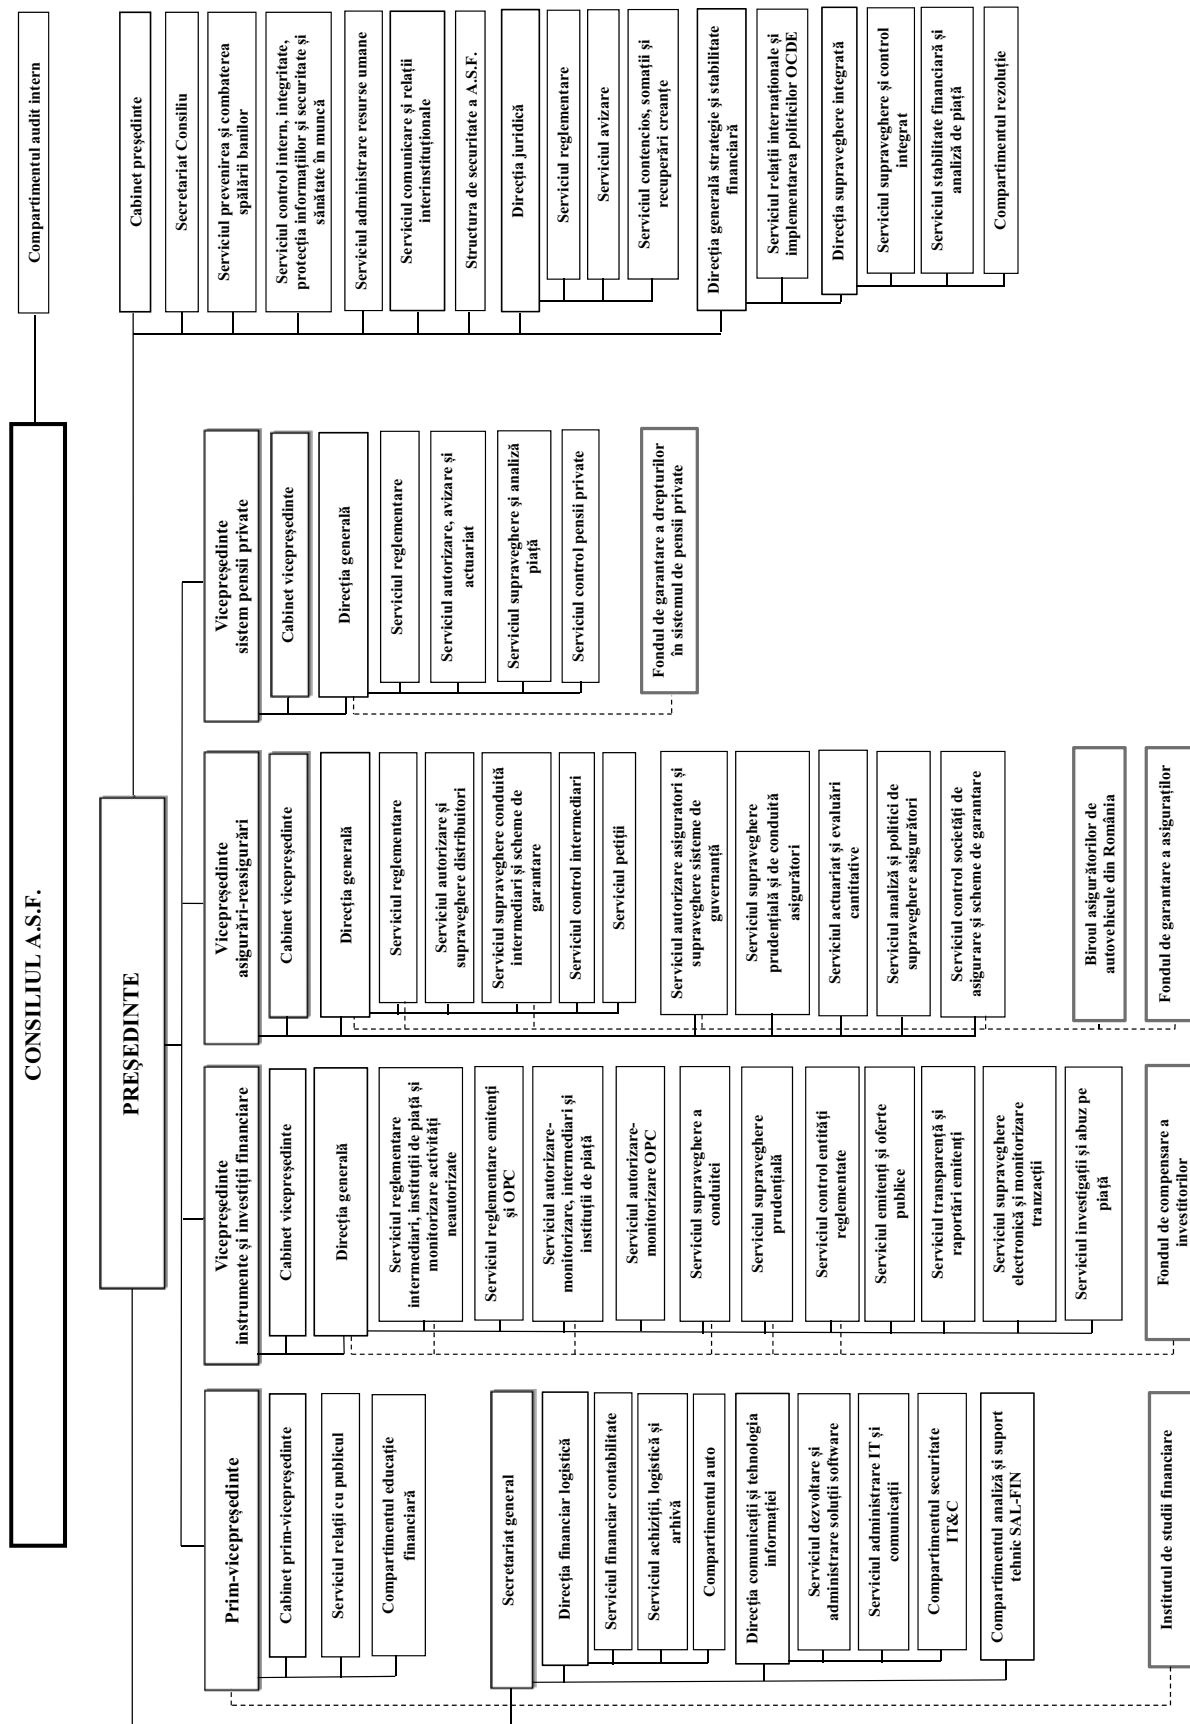 CONSILIUL A.S.F.
Compartimentul audit intern
PREȘEDINTE
Prim-vicepreședinte
Cabinet prim-vicepreședinte
Serviciul relații cu publicul
Compartimentul educație
financiară
Secretariat general
Direcția financiar logistică
Serviciul financiar contabilitate
Serviciul achiziții, logistică și
arhivă
Compartimentul auto
Direcția comunicații și tehnologia
informației
Serviciul dezvoltare și
administrare soluții software
Serviciul administrare IT și
comunicații
Compartimentul securitate
IT&C
Compartimentul analiză și suport
tehnic SAL-FIN
Institutul de studii financiare
Vicepreședinte
instrumente și investiții financiare
Cabinet vicepreședinte
Direcția generală
Serviciul reglementare
intermediari, instituții de piață și
monitorizare activități
neautorizate
Serviciul reglementare emitenți
și OPC
Serviciul autorizare-
monitorizare, intermediari și
instituții de piață
Serviciul autorizare-
monitorizare OPC
Serviciul supraveghere a
conduitei
Serviciul supraveghere
prudențială
Serviciul control entități
reglementate
Serviciul emitenți și oferte
publice
Serviciul transparență și
raportări emitenți
Serviciul supraveghere
electronică și monitorizare
tranzacții
Serviciul investigații și abuz pe
piață
Fondul de compensare a
investitorilor
Vicepreședinte
asigurări-reasigurări
Cabinet vicepreședinte
Direcția generală
Serviciul reglementare
Serviciul autorizare și
supraveghere distribuitori
Serviciul supraveghere conduită
intermediari și scheme de
garantare
Serviciul control intermediari
Serviciul petiții
Serviciul autorizare asiguratori și
supraveghere sisteme de
guvernanță
Serviciul supraveghere
prudențială și de conduită
asigurători
Serviciul actuariat și evaluări
cantitative
Serviciul analiză și politici de
supraveghere asigurători
Serviciul control societăți de
asigurare și scheme de garantare
Biroul asigurătorilor de
autovehicule din România
Fondul de garantare a asiguraților
Vicepreședinte
sistem pensii private
Cabinet vicepreședinte
Direcția generală
Serviciul reglementare
Serviciul autorizare, avizare și
actuariat
Serviciul supraveghere și analiză
piață
Serviciul control pensii private
Fondul de garantare a drepturilor
în sistemul de pensii private
Cabinet președinte
Secretariat Consiliu
Serviciul prevenirea și combaterea
spălării banilor
Serviciul control intern, integritate,
protecția informațiilor și securitate și
sănătate în muncă
Serviciul administrare resurse umane
Serviciul comunicare și relații
interinstituționale
Structura de securitate a A.S.F.
Direcția juridică
Serviciul reglementare
Serviciul avizare
Serviciul contencios, somații și
recuperări creanțe
Direcția generală strategie și stabilitate
financiară
Serviciul relații internaționale și
implementarea politicilor OCDE
Direcția supraveghere integrată
Serviciul supraveghere și control
integrat
Serviciul stabilitate financiară și
analiză de piață
Compartimentul rezoluție